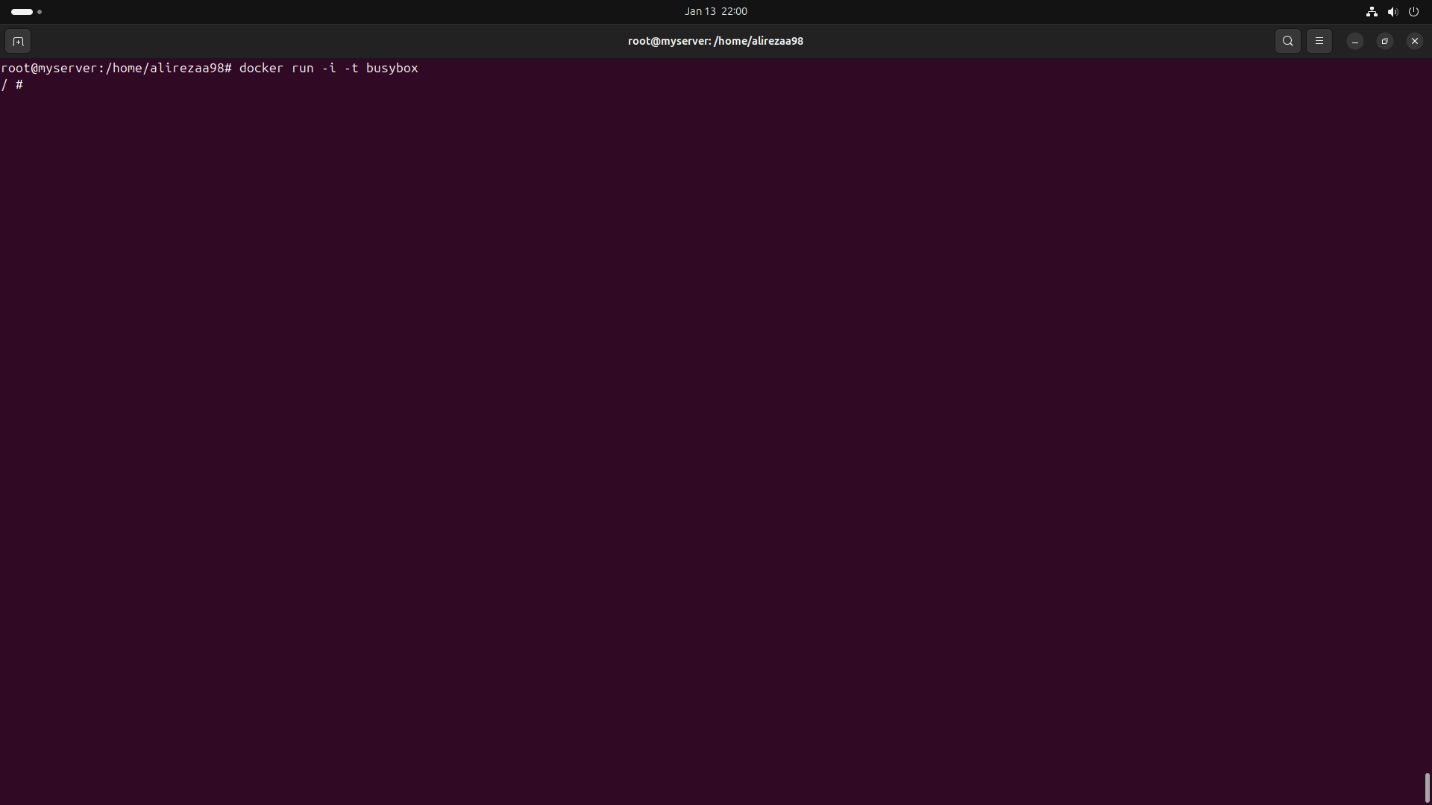 Jan 13 22:00
root@myserver: /home/alirezaa98
root@myserver:/home/alirezaa98# docker run -i -t busybox
/ #